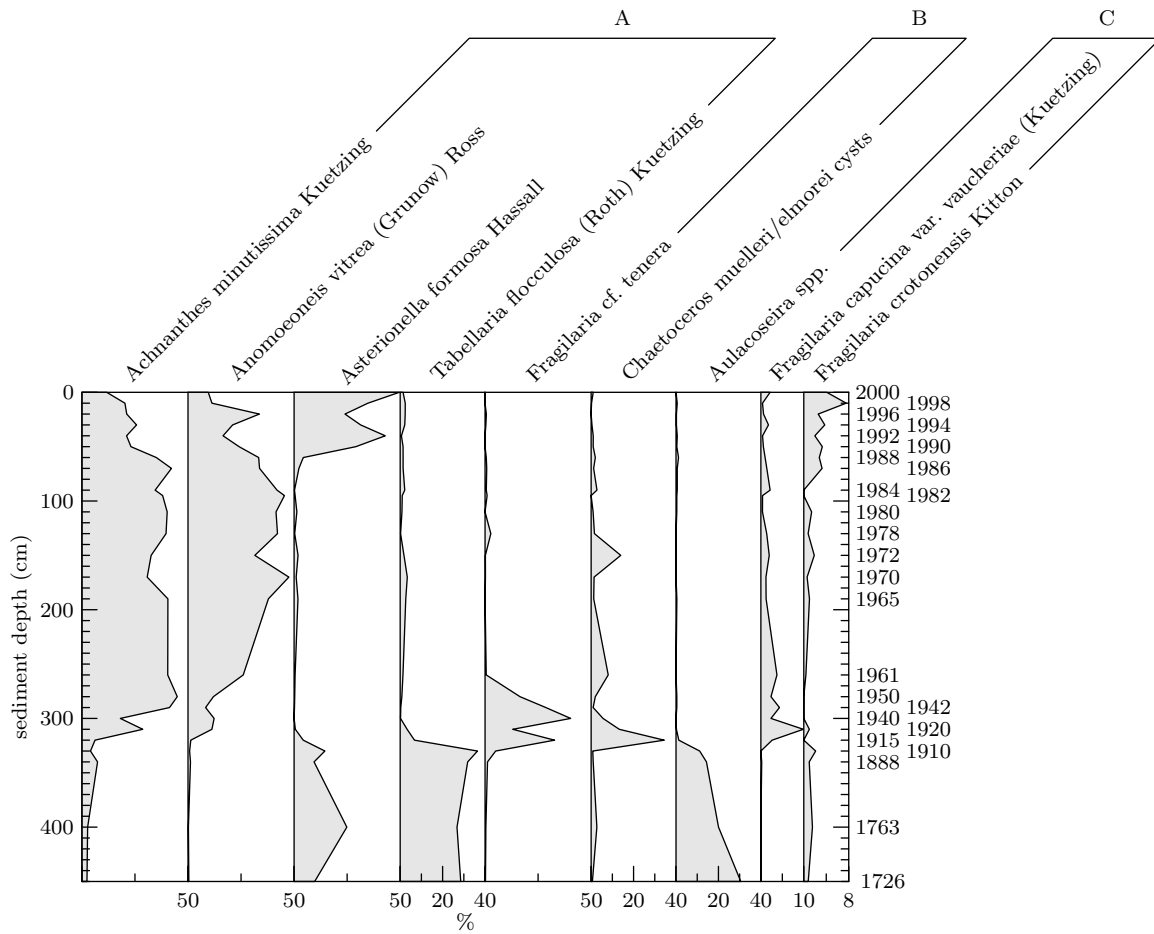 A B C
Achnanthes minutissima Kuetzing
Anomoeoneis vitrea (Grunow) Ross
Asterionella formosa Hassall
Tabellaria flocculosa (Roth) Kuetzing
Fragilaria cf. tenera
Chaetoceros muelleri/elmorei cysts
Aulacoseira spp.
Fragilaria capucina var. vaucheriae (Kuetzing)
Fragilaria crotonensis Kitton
sediment depth (cm)
0
100
200
300
400
2000
1998
1996
1994
1992
1990
1988
1986
1984
1982
1980
1978
1972
1970
1965
1961
1950
1942
1940
1920
1915
1910
1888
1763
1726
50 50 50 20 40 50 20 40 20 40 10 8
%